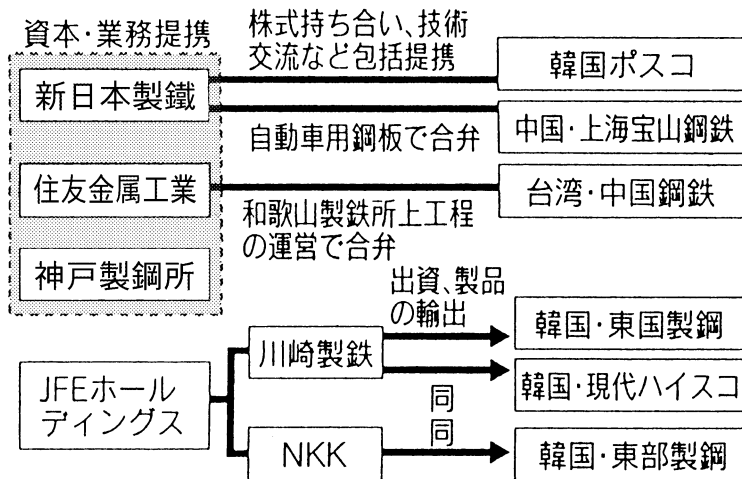 資本・業務提携
株式持ち合い、技術
交流など包括提携
新日本製鐵
韓国ポスコ
自動車用鋼板で合弁
中国・上海宝山鋼鉄
住友金属工業
台湾・中国鋼鉄
和歌山製鉄所上工程
の運営で合弁
神戸製鋼所
出資、製品
の輸出
韓国・東国製鋼
川崎製鉄
JFEホール
ディングス
同
韓国・現代ハイスコ
同
NKK
韓国・東部製鋼